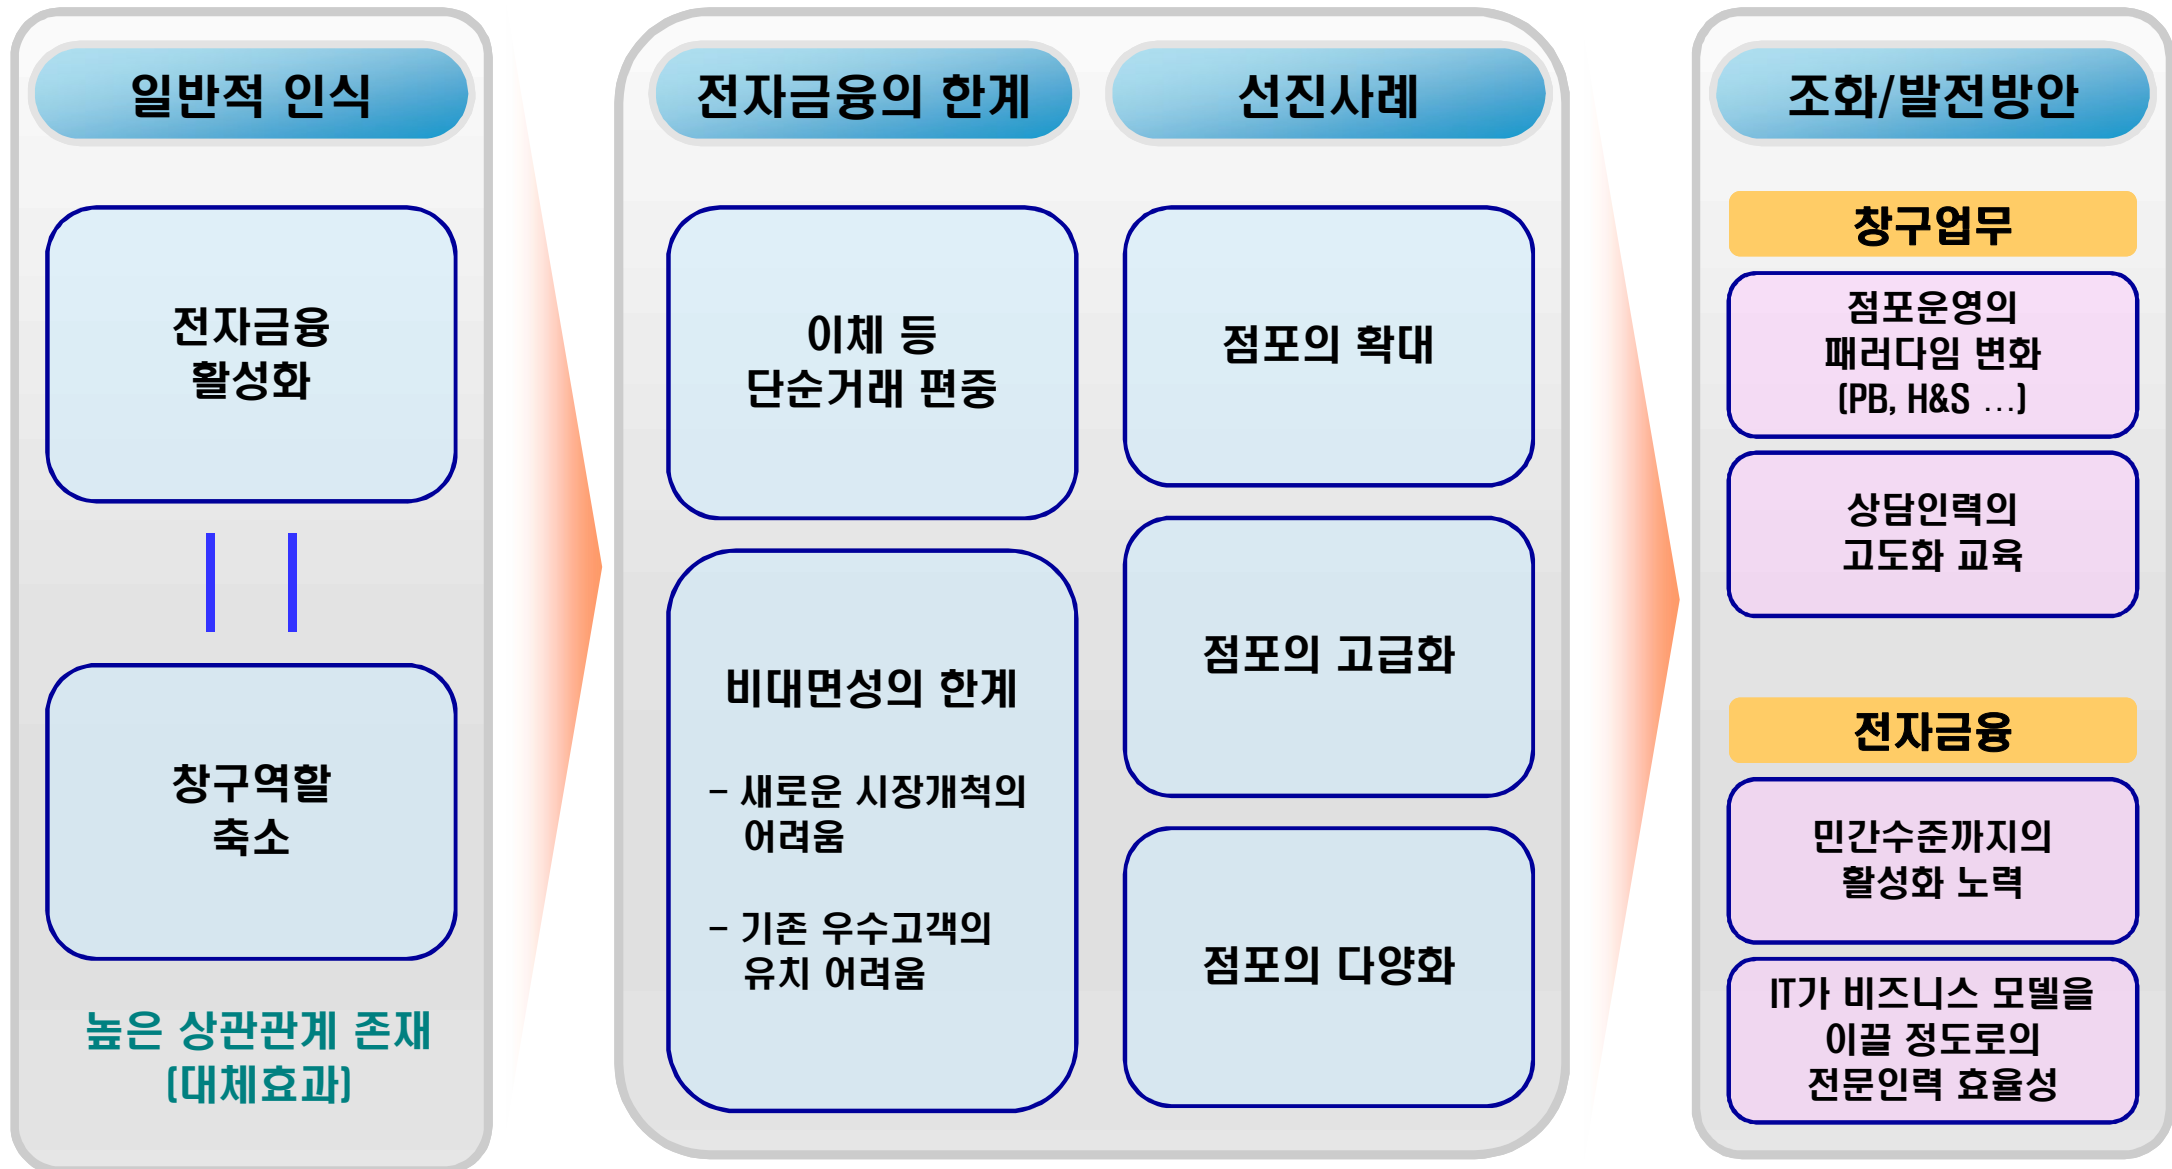 일반적 인식
전자금융
활성화
창구역할
축소
높은 상관관계 존재
(대체효과)
전자금융의 한계
이체 등
단순거래 편중
비대면성의 한계
- 새로운 시장개척의
어려움
- 기존 우수고객의
유치 어려움
선진사례
점포의 확대
점포의 고급화
점포의 다양화
조화/발전방안
창구업무
점포운영의
패러다임 변화
(PB, H&S …)
상담인력의
고도화 교육
전자금융
민간수준까지의
활성화 노력
IT가 비즈니스 모델을
이끌 정도로의
전문인력 효율성